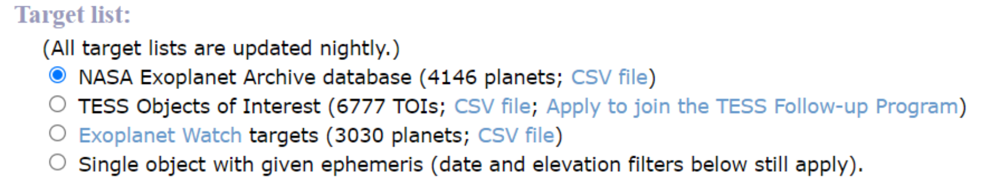 Target list:
(All target lists are updated nightly.)
NASA Exoplanet Archive database (4146 planets; CSV file)
TESS Objects of Interest (6777 TOIs; CSV file; Apply to join the TESS Follow-up Program)
Exoplanet Watch targets (3030 planets; CSV file)
Single object with given ephemeris (date and elevation filters below still apply).